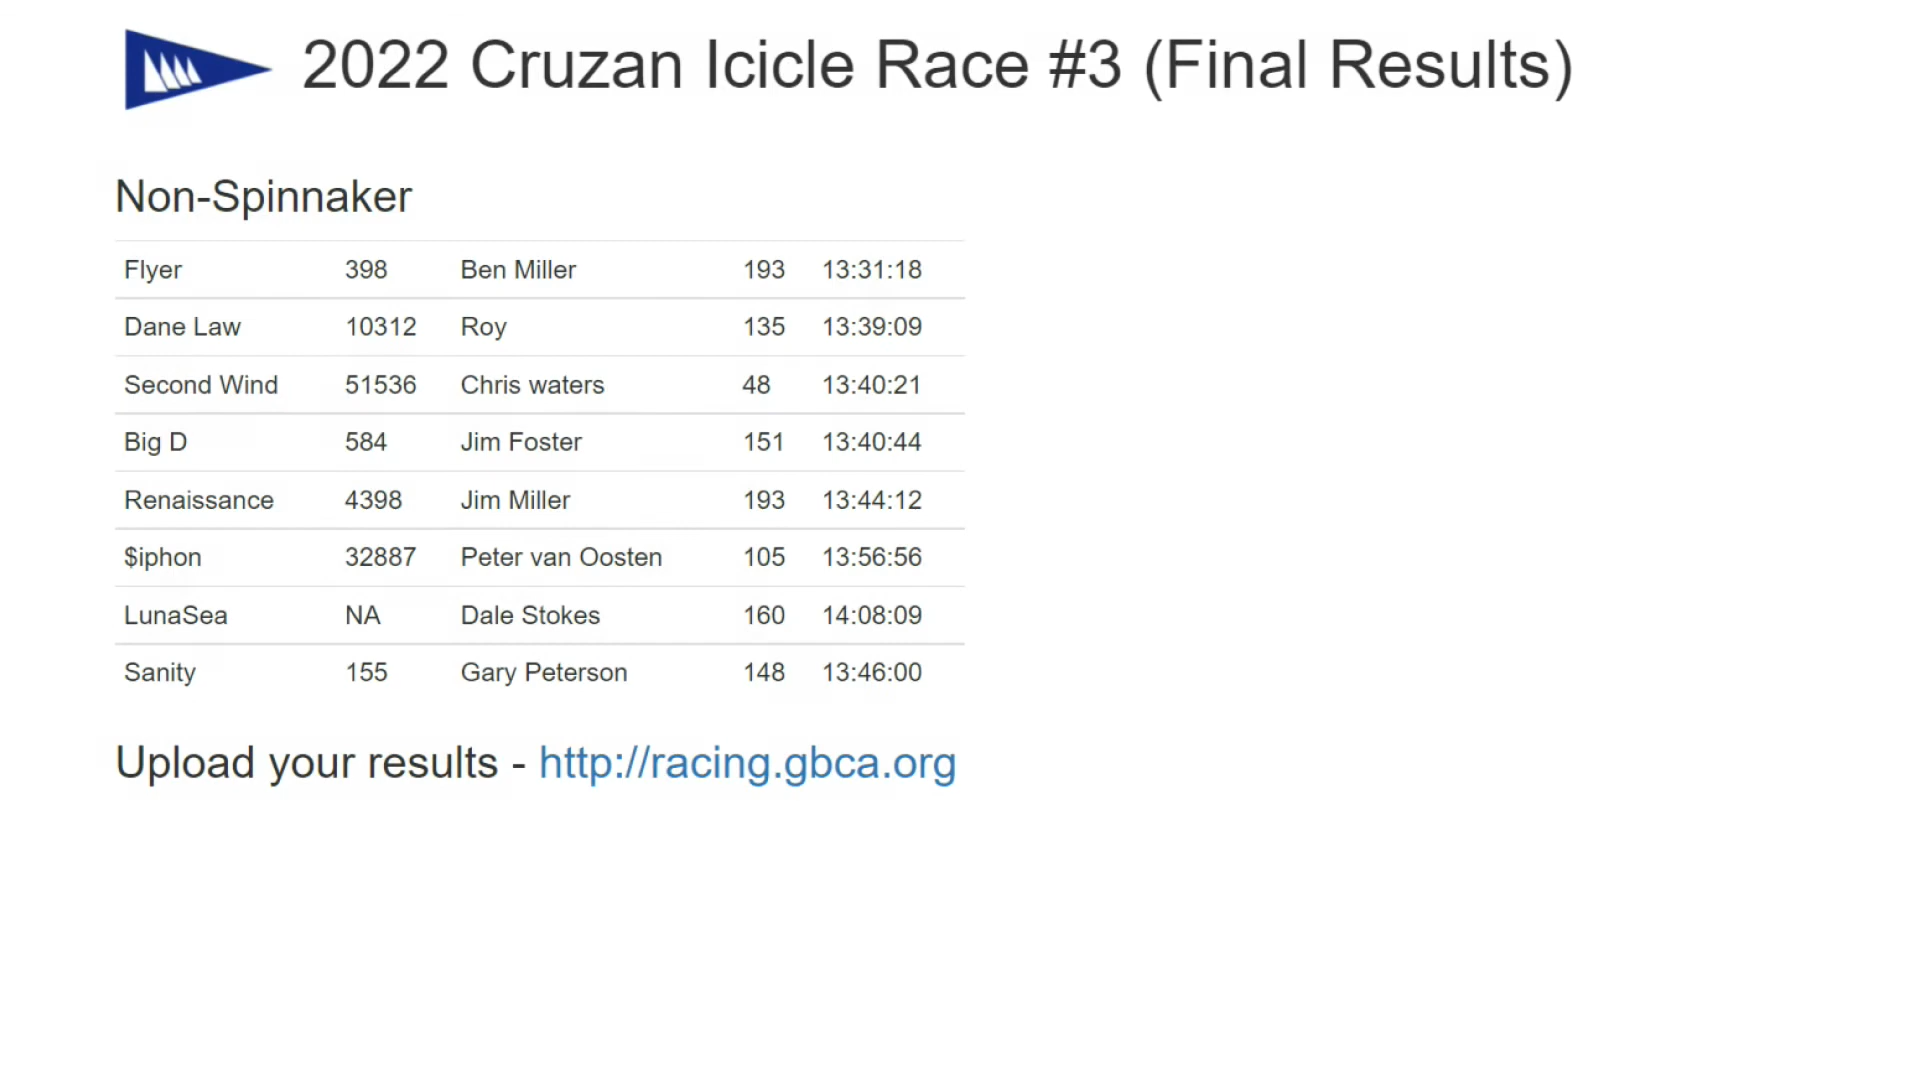 2022 Cruzan Icicle Race #3 (Final Results)
Non-Spinnaker
Flyer 398 Ben Miller 193 13:31:18
Dane Law 10312 Roy 135 13:39:09
Second Wind 51536 Chris waters 48 13:40:21
Big D 584 Jim Foster 151 13:40:44
Renaissance 4398 Jim Miller 193 13:44:12
$iphon 32887 Peter van Oosten 105 13:56:56
LunaSea NA Dale Stokes 160 14:08:09
Sanity 155 Gary Peterson 148 13:46:00
Upload your results - http://racing.gbca.org